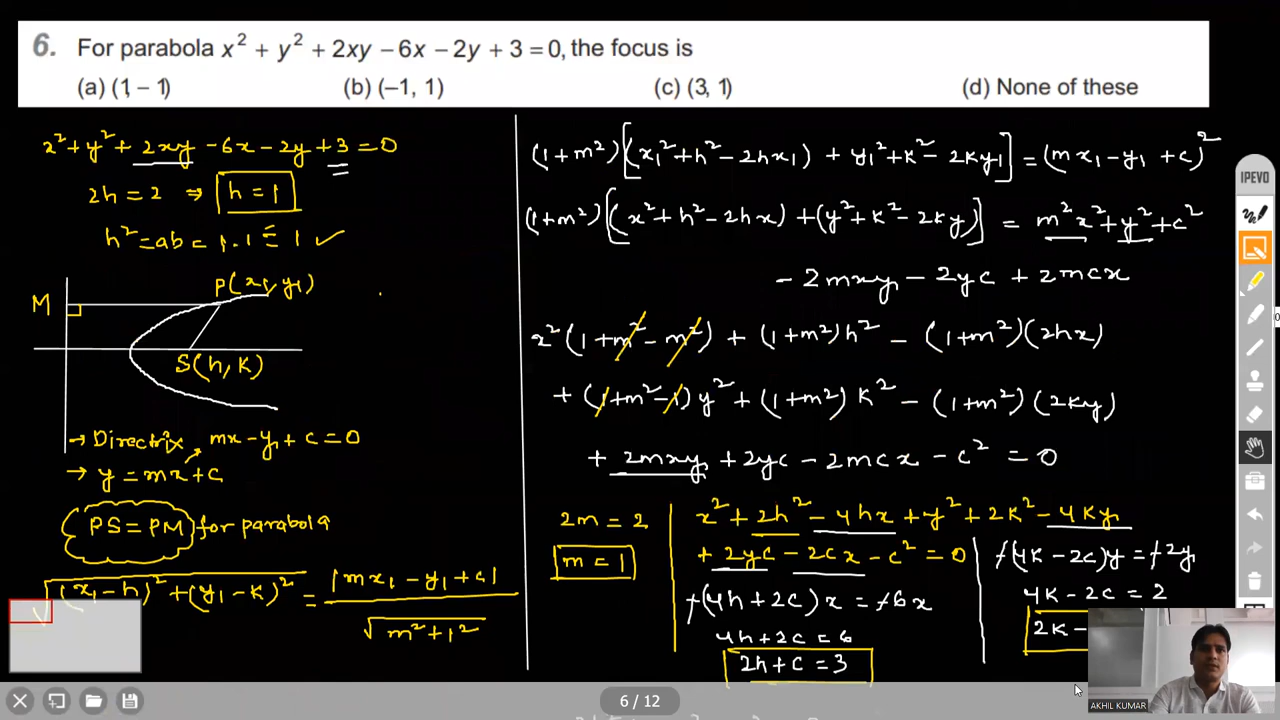 6. For parabola x² + y² + 2xy − 6x − 2y + 3 = 0, the focus is
(a) (1, − 1) (b) (−1, 1) (c) (3, 1) (d) None of these
x²+y²+2xy -6x-2y+3=0
2h=2 ⇒ h=1
h²=ab = 1.1 = 1 ✓
P(x₁,y₁)
M
S(h,k)
→ Directrix mx-y+c=0
→ y=mx+c
PS=PM for parabola
√(x₁-h)²+(y₁-k)² = |mx₁-y₁+c| / √m²+1²
(1+m²)[(x₁²+h²-2hx₁)+y₁²+k²-2ky₁]=(mx₁-y₁+c)²
(1+m²)[(x²+h²-2hx)+(y²+k²-2ky)] = m²x²+y²+c²
-2mxy-2yc+2mcx
x²(1+m²-m²)+(1+m²)h²-(1+m²)(2hx)
+(1+m²-1)y²+(1+m²)k²-(1+m²)(2ky)
+2mxy+2yc-2mcx-c²=0
2m=2
m=1
x²+2h²-4hx+y²+2k²-4ky
+2yc-2cx-c²=0
-(4h+2c)x=-6x
4h+2c=6
2h+c=3
-(4k-2c)y=-2y
4k-2c=2
2k-
IPEVO
6 / 12
AKHIL KUMAR